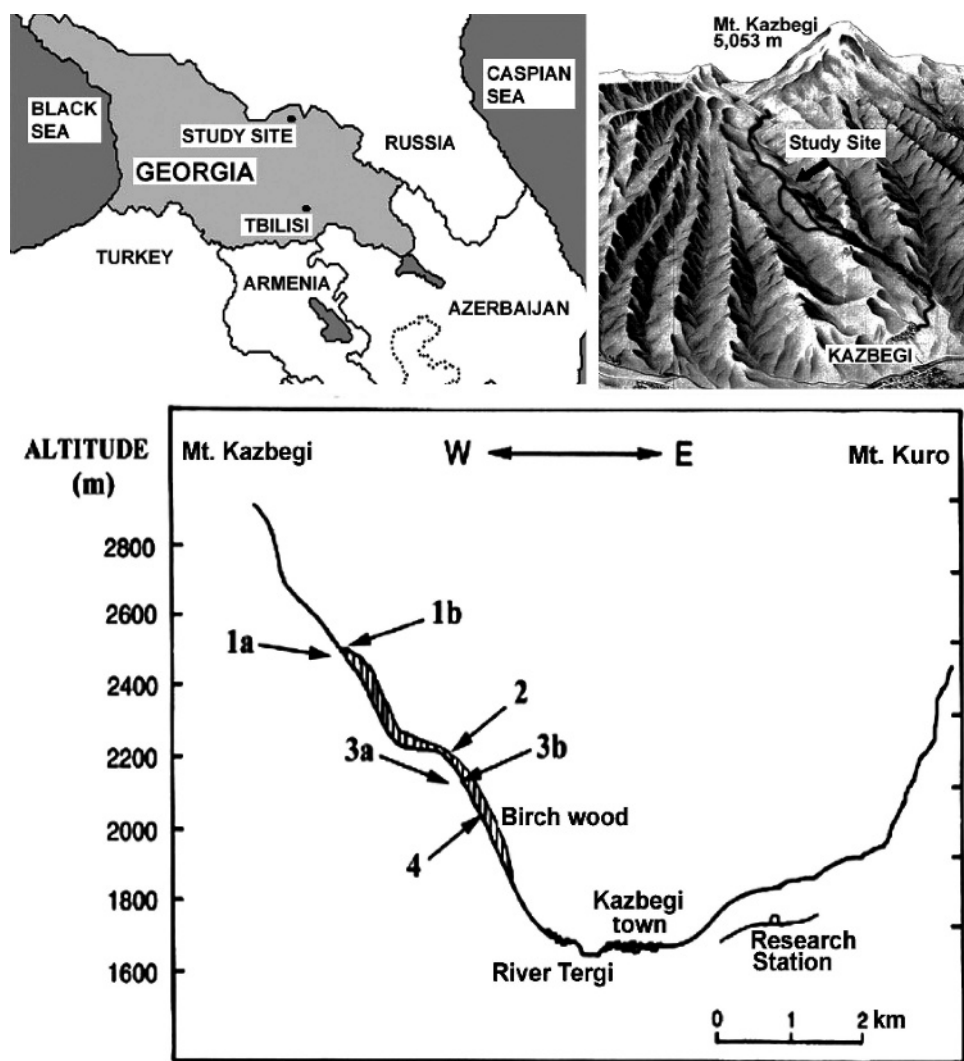 BLACK
SEA
STUDY SITE
GEORGIA
RUSSIA
CASPIAN
SEA
TBILISI
TURKEY
ARMENIA
AZERBAIJAN
Mt. Kazbegi
5,053 m
Study Site
KAZBEGI
ALTITUDE
(m)
Mt. Kazbegi
W
E
Mt. Kuro
2800
2600
2400
2200
2000
1800
1600
1b
1a
2
3a
3b
Birch wood
4
Kazbegi
town
River Tergi
Research
Station
0
1
2 km